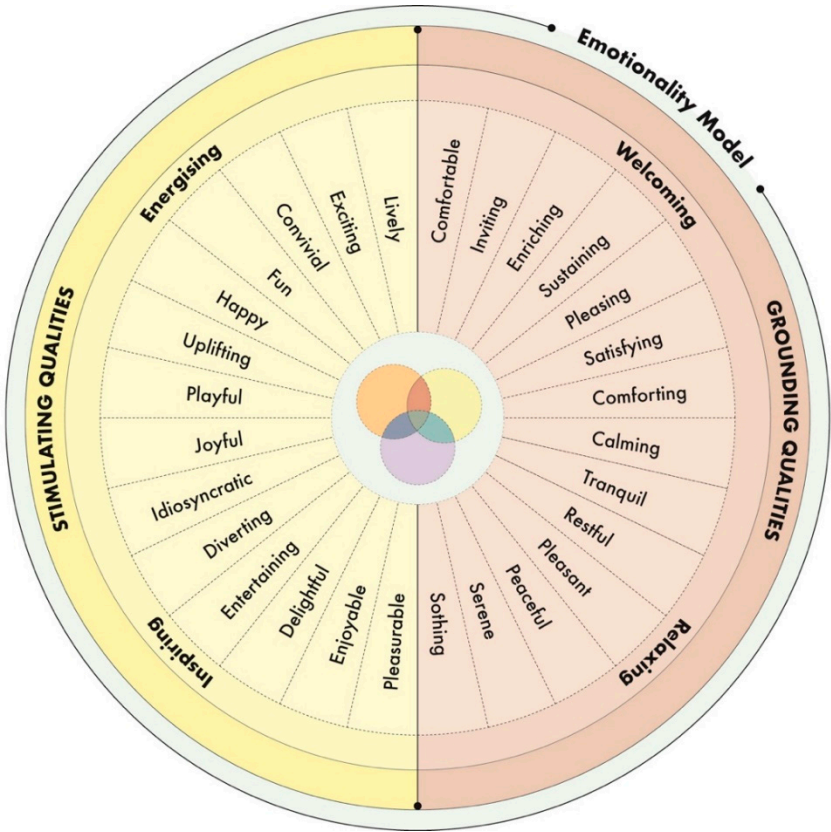 Emotionality Model
STIMULATING QUALITIES
GROUNDING QUALITIES
Energising
Welcoming
Relaxing
Inspiring
Comfortable
Inviting
Enriching
Sustaining
Pleasing
Satisfying
Comforting
Calming
Tranquil
Restful
Pleasant
Peaceful
Serene
Sothing
Pleasurable
Enjoyable
Delightful
Entertaining
Diverting
Idiosyncratic
Joyful
Playful
Uplifting
Happy
Fun
Convivial
Exciting
Lively